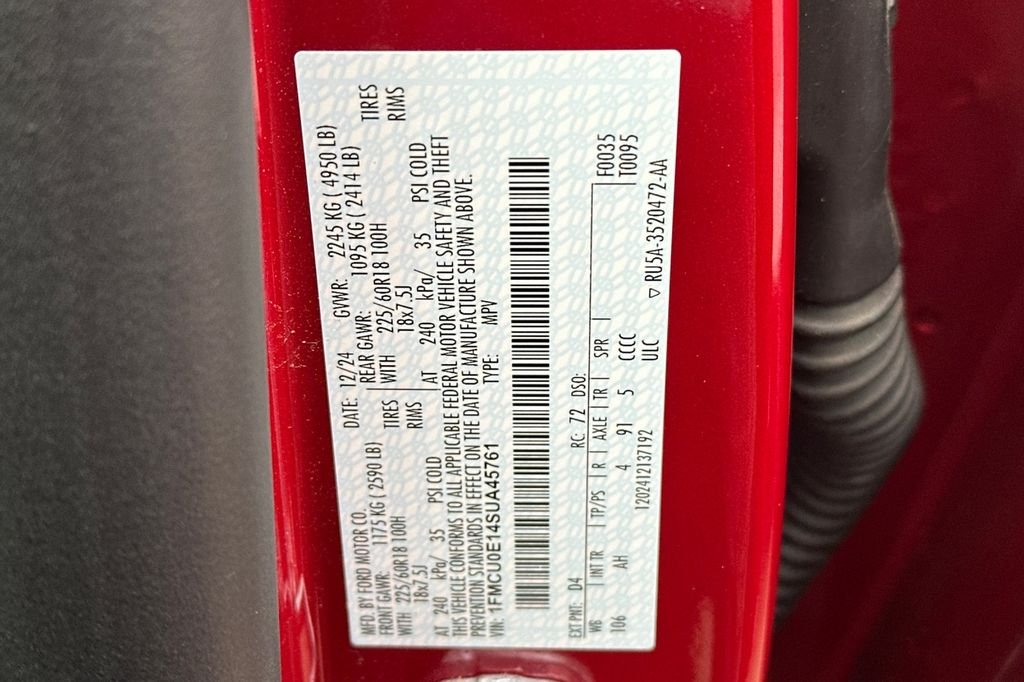 MFD. BY FORD MOTOR CO. DATE: 12/24 GVWR: 2245 KG ( 4950 LB)
FRONT GAWR: 1175 KG ( 2590 LB) REAR GAWR: 1095 KG ( 2414 LB)
WITH 225/60R18 100H TIRES WITH 225/60R18 100H TIRES
18x7.5J RIMS 18x7.5J RIMS
AT 240 kPa/ 35 PSI COLD AT 240 kPa/ 35 PSI COLD
THIS VEHICLE CONFORMS TO ALL APPLICABLE FEDERAL MOTOR VEHICLE SAFETY AND THEFT
PREVENTION STANDARDS IN EFFECT ON THE DATE OF MANUFACTURE SHOWN ABOVE.
VIN: 1FMCU0E14SUA45761 TYPE: MPV
EXT PNT: D4 RC: 72 DSO: F0035
WB INT TR TP/PS R AXLE TR SPR T0095
106 AH 4 91 5 CCCC
1202412137192 ULC
▽ RU5A-3520472-AA